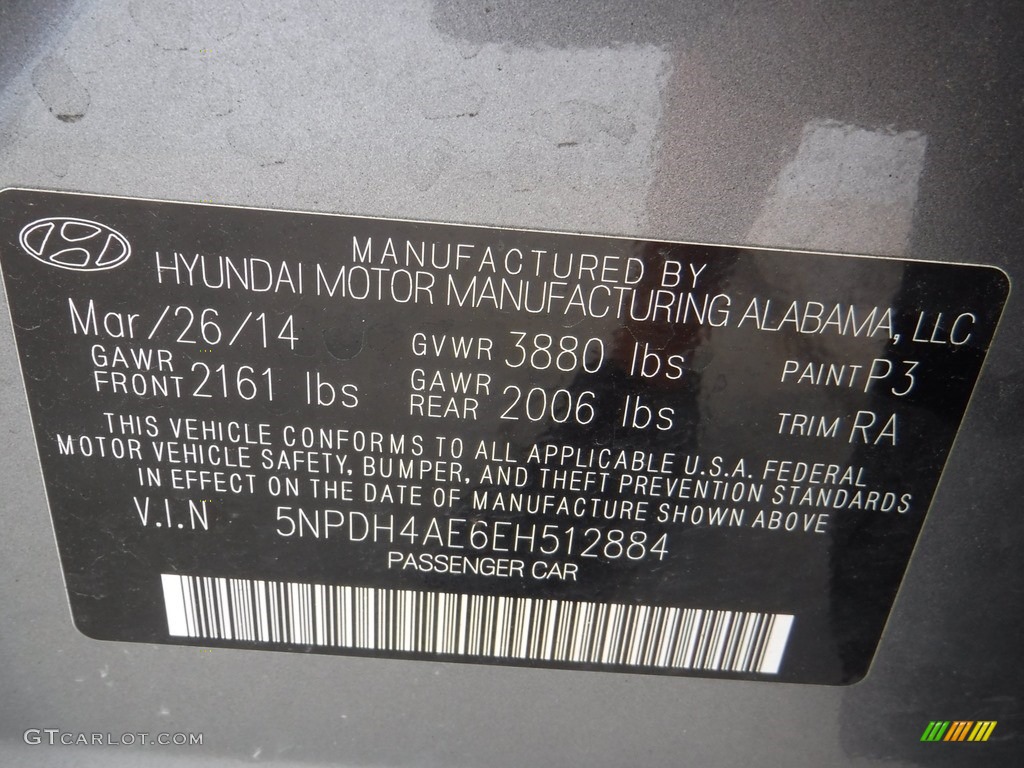 MANUFACTURED BY
HYUNDAI MOTOR MANUFACTURING ALABAMA, LLC
Mar/26/14 GVWR 3880 lbs PAINT P3
GAWR FRONT 2161 lbs GAWR REAR 2006 lbs TRIM RA
THIS VEHICLE CONFORMS TO ALL APPLICABLE U.S.A. FEDERAL
MOTOR VEHICLE SAFETY, BUMPER, AND THEFT PREVENTION STANDARDS
IN EFFECT ON THE DATE OF MANUFACTURE SHOWN ABOVE
V.I.N 5NPDH4AE6EH512884
PASSENGER CAR
GTCARLOT.COM